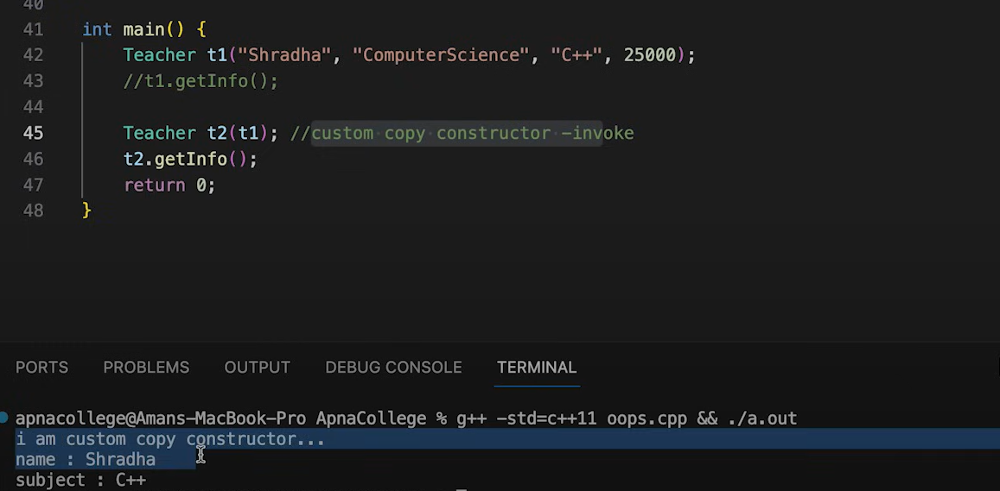 40
41 int main() {
42 Teacher t1("Shradha", "ComputerScience", "C++", 25000);
43 //t1.getInfo();
44
45 Teacher t2(t1); //custom copy constructor -invoke
46 t2.getInfo();
47 return 0;
48 }
PORTS PROBLEMS OUTPUT DEBUG CONSOLE TERMINAL
apnacollege@Amans-MacBook-Pro ApnaCollege % g++ -std=c++11 oops.cpp && ./a.out
i am custom copy constructor...
name : Shradha
subject : C++